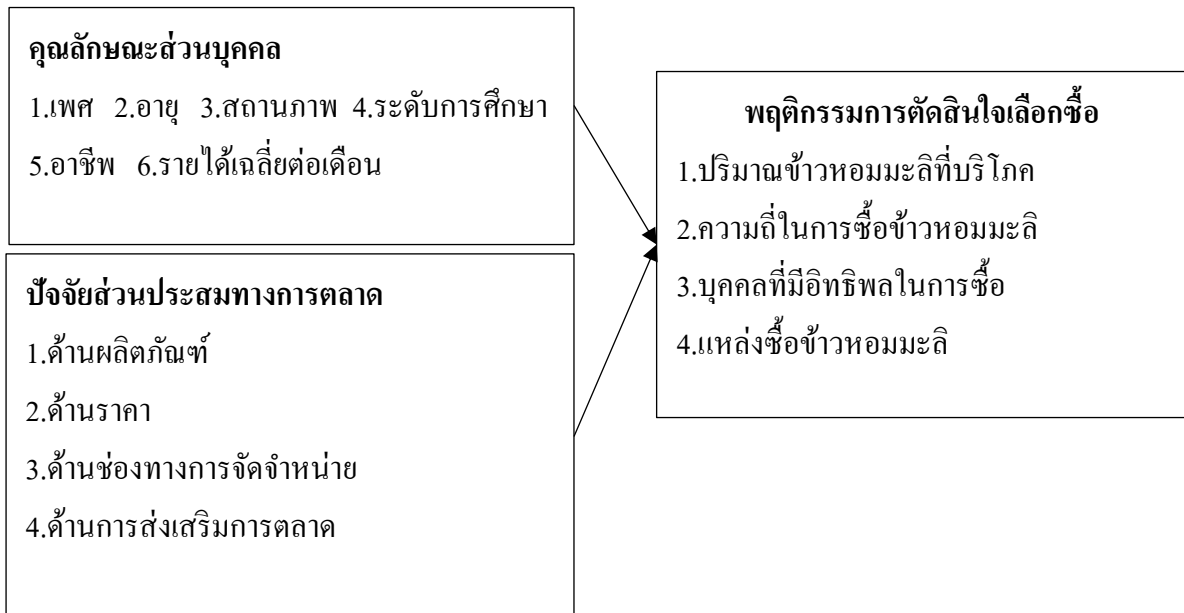 คุณลักษณะส่วนบุคคล
1.เพศ 2.อายุ 3.สถานภาพ 4.ระดับการศึกษา
5.อาชีพ 6.รายได้เฉลี่ยต่อเดือน
ปัจจัยส่วนประสมทางการตลาด
1.ด้านผลิตภัณฑ์
2.ด้านราคา
3.ด้านช่องทางการจัดจำหน่าย
4.ด้านการส่งเสริมการตลาด
พฤติกรรมการตัดสินใจเลือกซื้อ
1.ปริมาณข้าวหอมมะลิที่บริโภค
2.ความถี่ในการซื้อข้าวหอมมะลิ
3.บุคคลที่มีอิทธิพลในการซื้อ
4.แหล่งซื้อข้าวหอมมะลิ